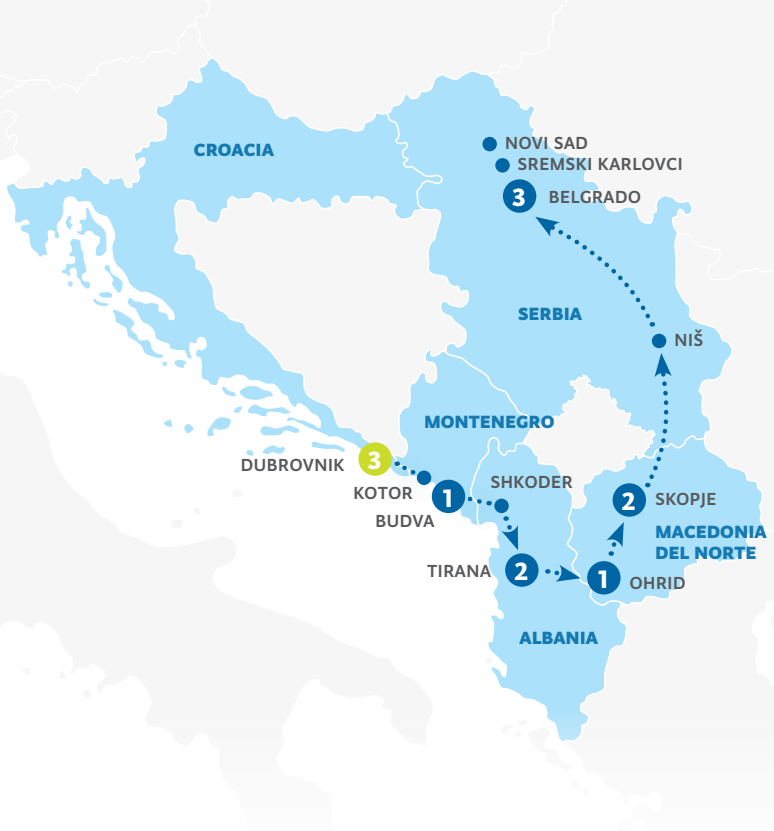 CROACIA
NOVI SAD
SREMSKI KARLOVCI
3
BELGRADO
SERBIA
NIŠ
MONTENEGRO
DUBROVNIK
3
KOTOR
1
BUDVA
SHKODER
2
SKOPJE
MACEDONIA
DEL NORTE
TIRANA
2
1
OHRID
ALBANIA